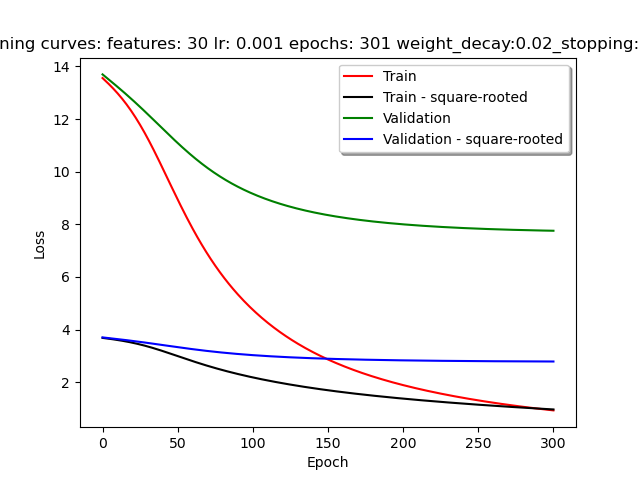 ning curves: features: 30 lr: 0.001 epochs: 301 weight_decay:0.02_stopping:
14
12
10
8
6
4
2
Loss
Train
Train - square-rooted
Validation
Validation - square-rooted
0 50 100 150 200 250 300
Epoch